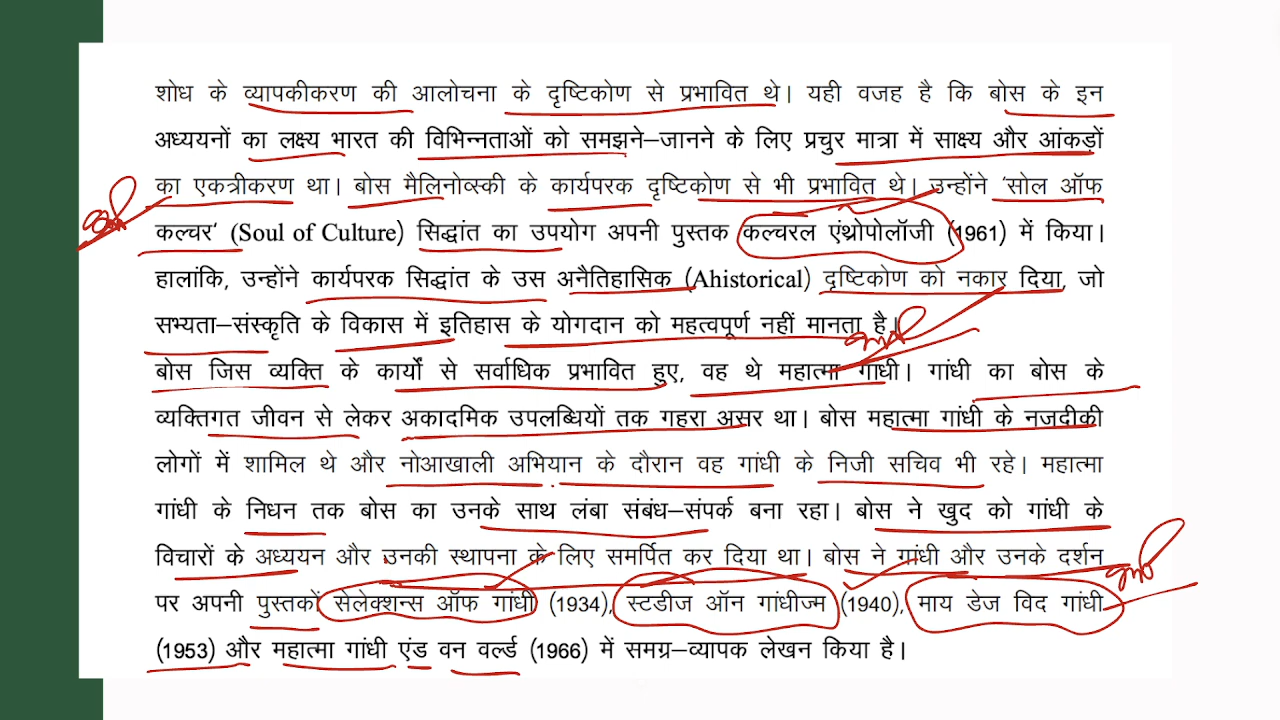 शोध के व्यापकीकरण की आलोचना के दृष्टिकोण से प्रभावित थे। यही वजह है कि बोस के इन
अध्ययनों का लक्ष्य भारत की विभिन्नताओं को समझने–जानने के लिए प्रचुर मात्रा में साक्ष्य और आंकड़ों
का एकत्रीकरण था। बोस मैलिनोव्स्की के कार्यपरक दृष्टिकोण से भी प्रभावित थे। उन्होंने 'सोल ऑफ
कल्चर' (Soul of Culture) सिद्धांत का उपयोग अपनी पुस्तक कल्चरल एंथ्रोपोलॉजी (1961) में किया।
हालांकि, उन्होंने कार्यपरक सिद्धांत के उस अनैतिहासिक (Ahistorical) दृष्टिकोण को नकार दिया, जो
सभ्यता–संस्कृति के विकास में इतिहास के योगदान को महत्वपूर्ण नहीं मानता है।
बोस जिस व्यक्ति के कार्यों से सर्वाधिक प्रभावित हुए, वह थे महात्मा गांधी। गांधी का बोस के
व्यक्तिगत जीवन से लेकर अकादमिक उपलब्धियों तक गहरा असर था। बोस महात्मा गांधी के नजदीकी
लोगों में शामिल थे और नोआखाली अभियान के दौरान वह गांधी के निजी सचिव भी रहे। महात्मा
गांधी के निधन तक बोस का उनके साथ लंबा संबंध–संपर्क बना रहा। बोस ने खुद को गांधी के
विचारों के अध्ययन और उनकी स्थापना के लिए समर्पित कर दिया था। बोस ने गांधी और उनके दर्शन
पर अपनी पुस्तकों सेलेक्शन्स ऑफ गांधी (1934), स्टडीज ऑन गांधीज्म (1940), माय डेज विद गांधी
(1953) और महात्मा गांधी एंड वन वर्ल्ड (1966) में समग्र–व्यापक लेखन किया है।